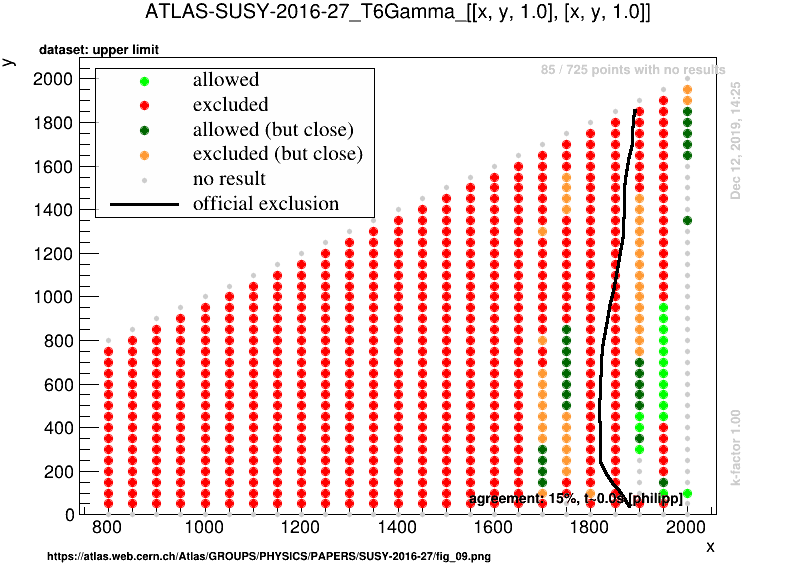 ATLAS-SUSY-2016-27_T6Gamma_[[x, y, 1.0], [x, y, 1.0]]
dataset: upper limit
y
85 / 725 points with no results
allowed
excluded
allowed (but close)
excluded (but close)
no result
official exclusion
Dec 12, 2019, 14:25
k-factor 1.00
2000
1800
1600
1400
1200
1000
800
600
400
200
0
agreement: 15%, t~0.0s [philipp]
800 1000 1200 1400 1600 1800 2000
x
https://atlas.web.cern.ch/Atlas/GROUPS/PHYSICS/PAPERS/SUSY-2016-27/fig_09.png